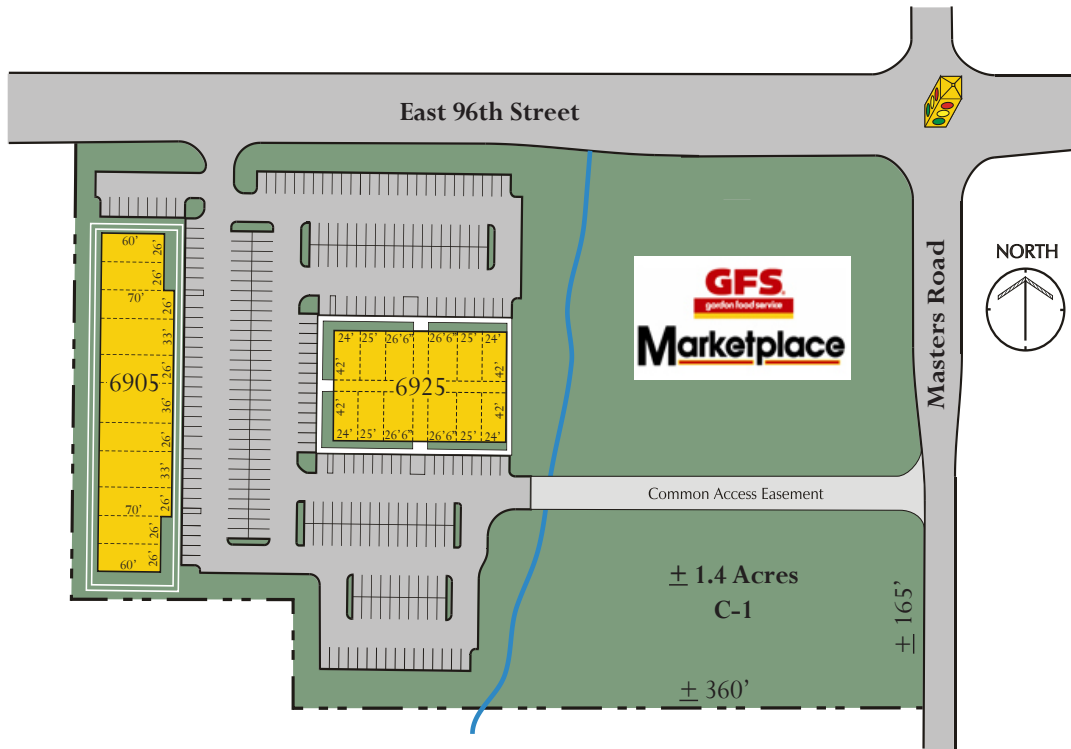 East 96th Street
NORTH
Masters Road
GFS.
gordon food service
Marketplace
60'
26'
26'
70'
26'
33'
26'
6905
36'
26'
33'
26'
70'
26'
60'
26'
24' 25' 26'6" 26'6" 25' 24'
42' 42'
6925
42' 42'
24' 25' 26'6" 26'6" 25' 24'
Common Access Easement
± 1.4 Acres
C-1
± 165'
± 360'